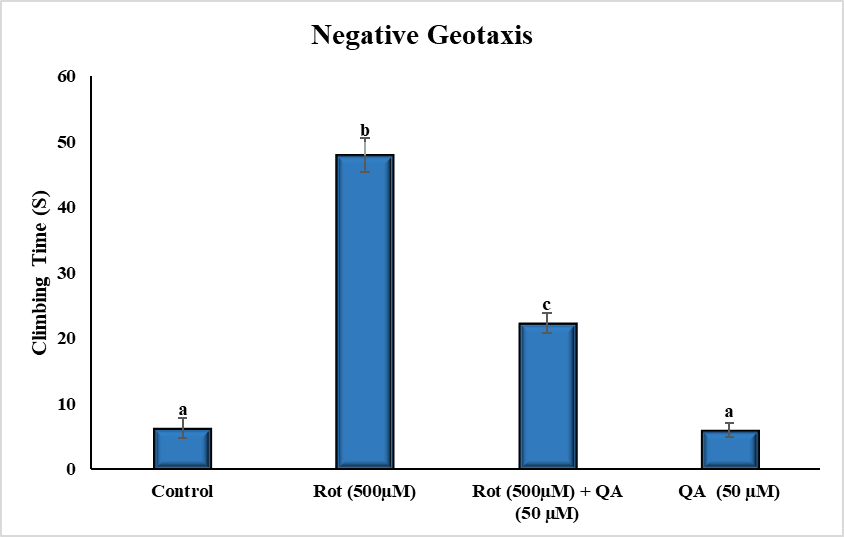 Negative Geotaxis
60
50
40
30
20
10
0
Climbing Time (S)
a
b
c
a
Control
Rot (500µM)
Rot (500µM) + QA
(50 µM)
QA (50 µM)